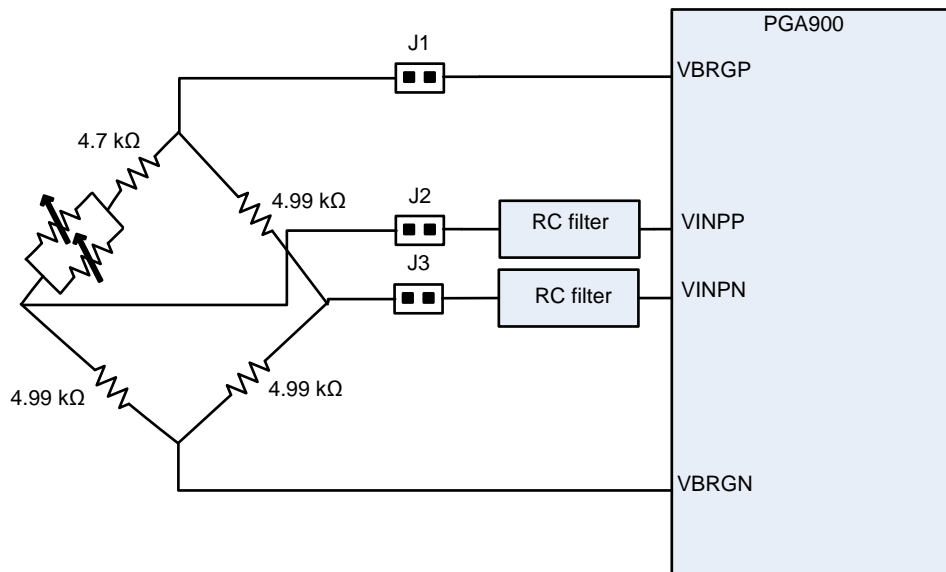 PGA900
J1
VBRGP
4.7 kΩ
4.99 kΩ
J2
RC filter
VINPP
J3
RC filter
VINPN
4.99 kΩ
4.99 kΩ
VBRGN